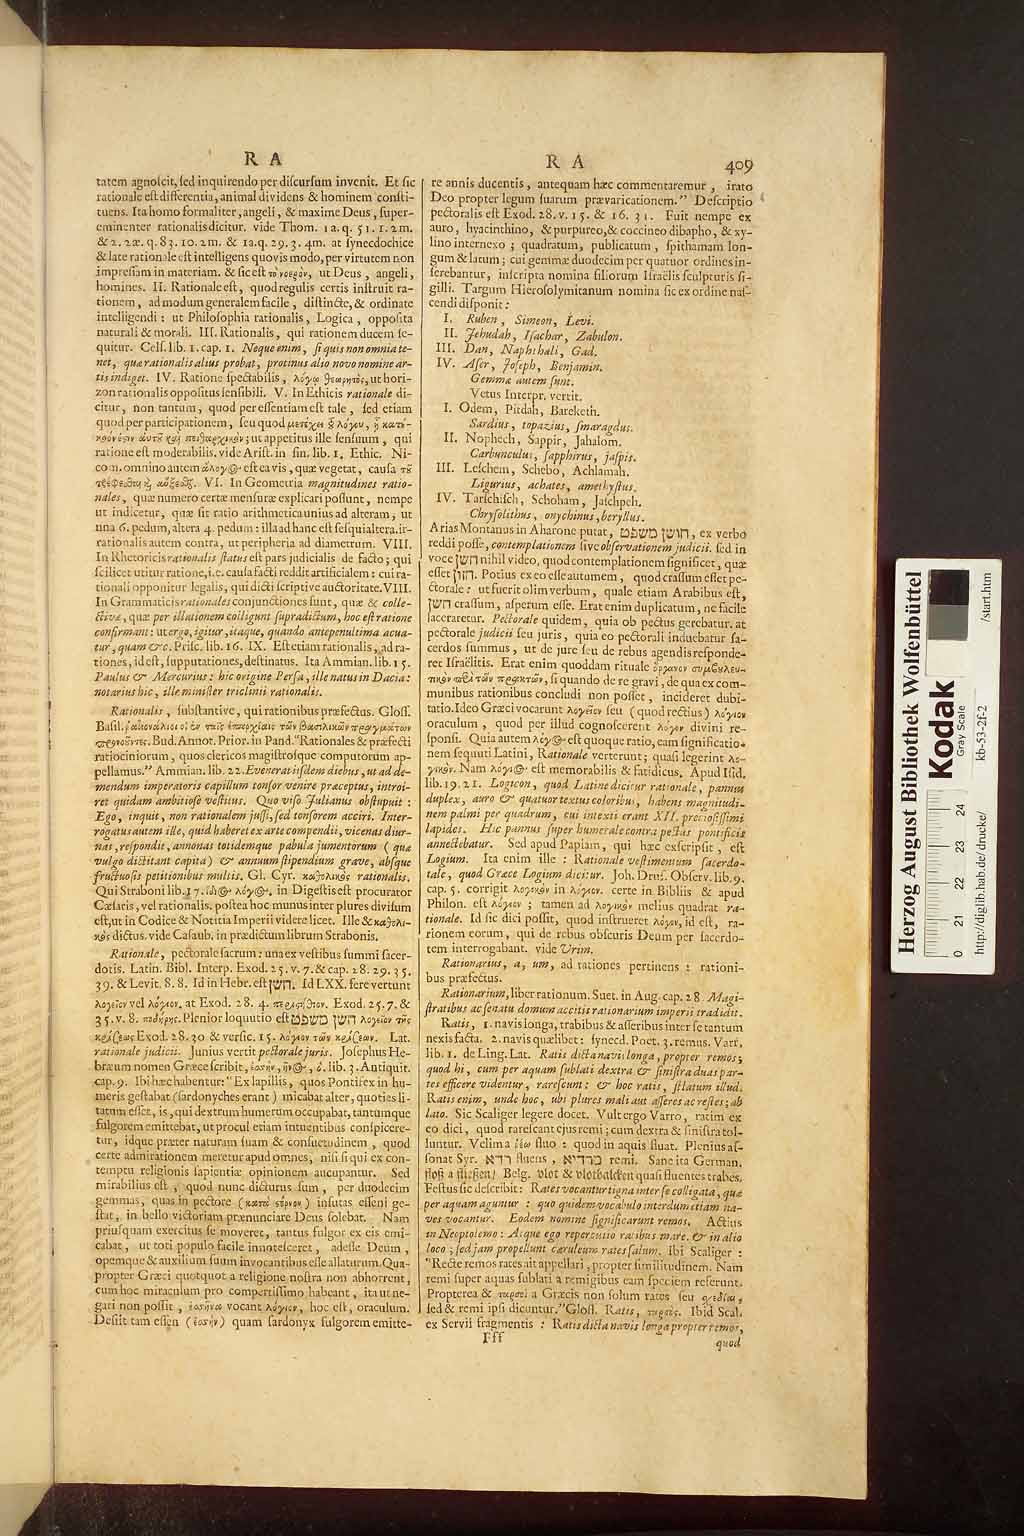 R A
tatem agnoscit, sed inquirendo per discursum invenit. Et sic
rationale est differentia, animal dividens & hominem consti-
tuens. Ita homo formaliter, angeli, & maxime Deus, super-
eminenter rationalis dicitur. vide Thom. 1a. q. 51. 1. 2m.
& 2. 2æ. q. 83. 10. 2m. & 1a. q. 29. 3. 4m. at synecdochice
& late rationale est intelligens quovis modo, per virtutem non
impressam in materiam. & sic est τὸ νοερὸν, ut Deus, angeli,
homines. II. Rationale est, quod regulis certis instruit ra-
tionem, ad modum generalem facile, distincte, & ordinate
intelligendi: ut Philosophia rationalis, Logica, opposita
naturali & morali. III. Rationalis, qui rationem ducem se-
quitur. Cels. lib. 1. cap. 1. Neque enim, si quis non omnia te-
net, quæ rationalis alius probat, protinus alio novo nomine ar-
tis indiget. IV. Ratione spectabilis, λόγῳ θεωρητὸς, ut hori-
zon rationalis oppositus sensibili. V. In Ethicis rationale di-
citur, non tantum, quod per essentiam est tale, sed etiam
quod per participationem, seu quod μετέχει λόγου,
ut appetitus ille sensuum, qui
ratione est moderabilis. vide Arist. in fin. lib. 1. Ethic. Ni-
com. omnino autem ἄλογον est ea vis, quæ vegetat, causa τοῦ
τρέφεσθαι καὶ αὔξεσθαι. VI. In Geometria magnitudines ratio-
nales, quæ numero certæ mensuræ explicari possunt, nempe
ut indicetur, quæ sit ratio arithmetica unius ad alteram, ut
una 6. pedum, altera 4. pedum: illa ad hanc est sesquialtera. ir-
rationalis autem contra, ut peripheria ad diametrum. VIII.
In Rhetoricis rationalis status est pars judicialis de facto; qui
scilicet utitur ratione, i. e. causa facti reddit artificialem: cui ra-
tionali opponitur legalis, qui dicti scriptive auctoritate. VIII.
In Grammaticis rationales conjunctiones sunt, quæ & colle-
ctivæ, quæ per illationem colligunt supradictum, hoc est ratione
confirmant: ut ergo, igitur, itaque, quando antepenultima acua-
tur, quam &c. Prisc. lib. 16. IX. Est etiam rationalis, ad ra-
tiones, id est, supputationes, destinatus. Ita Ammian. lib. 15.
Paulus & Mercurius: hic origine Persa, ille natus in Dacia:
notarius hic, ille minister triclinii rationalis.
Rationalis, substantive, qui rationibus præfectus. Gloss.
Basil. ῥατιονάλιοι οἱ ἐν ταῖς ἐπαρχίαις τῶν βασιλικῶν πραγμάτων
προνοοῦντες. Bud. Annot. Prior. in Pand. "Rationales & præfecti
ratiociniorum, quos clericos magistrosque computorum ap-
pellamus." Ammian. lib. 22. Evenerat iisdem diebus, ut ad de-
mendum imperatoris capillum tonsor venire præceptus, introi-
ret quidam ambitiose vestitus. Quo viso Julianus obstupuit:
Ego, inquit, non rationalem jussi, sed tonsorem acciri. Inter-
rogatus autem ille, quid haberet ex arte compendii, vicenas diur-
nas, respondit, annonas totidemque pabula jumentorum (quæ
vulgo dictitant capita) & annuum stipendium grave, absque
fructuosis petitionibus multis. Gl. Cyr. καθολικὸς rationalis.
Qui Straboni lib. 17. ἰδιόλογος, in Digestis est procurator
Cæsaris, vel rationalis. postea hoc munus inter plures divisum
est, ut in Codice & Notitia Imperii videre licet. Ille & καθολι-
κὸς dictus. vide Casaub. in prædictum librum Strabonis.
Rationale, pectorale sacrum: una ex vestibus summi sacer-
dotis. Latin. Bibl. Interp. Exod. 25. v. 7. & cap. 28. 29. 35.
39. & Levit. 8. 8. Id in Hebr. est חשן. Id LXX. fere vertunt
λογεῖον vel λόγιον. at Exod. 28. 4. περιστήθιον. Exod. 25. 7. &
35. v. 8. ποδήρης. Plenior loquutio est חשן משפט λογεῖον τῆς
κρίσεως Exod. 28. 30 & versic. 15. λόγιον τῶν κρίσεων. Lat.
rationale judicii. Junius vertit pectorale juris. Josephus He-
bræum nomen Græce scribit, ἐσσὴν, lib. 3. Antiquit.
cap. 9. Ibi hæc habentur: "Ex lapillis, quos Pontifex in hu-
meris gestabat (sardonyches erant) micabat alter, quoties li-
tatum esset, is, qui dextrum humerum occupabat, tantumque
fulgorem emittebat, ut procul etiam intuentibus conspicere-
tur, idque præter naturam suam & consuetudinem, quod
certe admirationem meretur apud omnes, nisi si qui ex con-
temptu religionis sapientiæ opinionem aucupantur. Sed
mirabilius est, quod nunc dicturus sum, per duodecim
gemmas, quas in pectore (κατὰ στέρνον) insutas esseni ge-
stat, in bello victoriam prænunciare Deus solebat. Nam
priusquam exercitus se moveret, tantus fulgor ex eis emi-
cabat, ut toti populo facile innotesceret, adesse Deum,
opemque & auxilium suum invocantibus esse allaturum. Qua-
propter Græci quotquot a religione nostra non abhorrent,
cum hoc miraculum pro compertissimo habeant, ita ut ne-
gari non possit, ἐσσῆνα vocant λόγιον, hoc est, oraculum.
Desiit tam essen (ἐσσὴν) quam sardonyx fulgorem emitte-
R A
409
re annis ducentis, antequam hæc commentaremur, irato
Deo propter legum suarum prævaricationem." Descriptio
pectoralis est Exod. 28. v. 15. & 16. 31. Fuit nempe ex
auro, hyacinthino, & purpureo, & coccineo dibapho, & xy-
lino internexo; quadratum, publicatum, spithamam lon-
gum & latum; cui gemmæ duodecim per quatuor ordines in-
serebantur, inscripta nomina filiorum Israëlis sculpturis si-
gilli. Targum Hierosolymitanum nomina sic ex ordine nas-
cendi disponit:
I. Ruben, Simeon, Levi.
II. Jehudah, Isachar, Zabulon.
III. Dan, Naphthali, Gad.
IV. Aser, Joseph, Benjamin.
Gemmæ autem sunt.
Vetus Interpr. vertit.
I. Odem, Pitdah, Bareketh.
Sardius, topazius, smaragdus.
II. Nophech, Sappir, Jahalom.
Carbunculus, sapphirus, jaspis.
III. Leschem, Schebo, Achlamah.
Ligurius, achates, amethystus.
IV. Tarschisch, Schoham, Jaschpeh.
Chrysolithus, onychinus, beryllus.
Arias Montanus in Aharone putat, חושן משפט, ex verbo
reddi posse, contemplationem sive observationem judicii. sed in
voce חשן nihil video, quod contemplationem significet, quæ
esset חזון. Potius ex eo esse autumem, quod crassum esset pe-
ctorale: ut fuerit olim verbum, quale etiam Arabibus est,
חשן crassum, asperum esse. Erat enim duplicatum, ne facile
laceraretur. Pectorale quidem, quia ob pectus gerebatur. at
pectorale judicii seu juris, quia eo pectorali induebatur sa-
cerdos summus, ut de jure seu de rebus agendis responde-
ret Israëlitis. Erat enim quoddam rituale ὄργανον συμβουλευ-
τικὸν περὶ τῶν πρακτῶν, si quando de re gravi, de qua ex com-
munibus rationibus concludi non posset, incideret dubi-
tatio. Ideo Græci vocarunt λογεῖον seu (quod rectius) λόγιον
oraculum, quod per illud cognoscerent λόγον divini re-
sponsi. Quia autem λόγος est quoque ratio, eam significatio-
nem sequuti Latini, Rationale verterunt; quasi legerint λο-
γικόν. Nam λόγιος est memorabilis & fatidicus. Apud Isid.
lib. 19. 21. Logicon, quod Latine dicitur rationale, pannus
duplex, auro & quatuor textus coloribus, habens magnitudi-
nem palmi per quadrum, cui intexti erant XII. preciosissimi
lapides. Hic pannus super humerale contra pectus pontificis
annectebatur. Sed apud Papiam, qui hæc exscripsit, est
Logium. Ita enim ille: Rationale vestimentum sacerdo-
tale, quod Græce Logium dicitur. Joh. Drus. Observ. lib. 9.
cap. 5. corrigit λογικὸν in λόγιον. certe in Bibliis & apud
Philon. est λόγιον; tamen ad λογικὸν melius quadrat ra-
tionale. Id sic dici possit, quod instrueret λόγον, id est, ra-
tionem eorum, qui de rebus obscuris Deum per sacerdo-
tem interrogabant. vide Urim.
Rationarius, a, um, ad rationes pertinens: rationi-
bus præfectus.
Rationarium, liber rationum. Suet. in Aug. cap. 28 Magi-
stratibus ac senatu domum accitis rationarium imperii tradidit.
Ratis, 1. navis longa, trabibus & asseribus inter se tantum
nexis facta. 2. navis quælibet: synecd. Poet. 3. remus. Varr.
lib. 1. de Ling. Lat. Ratis dicta navis longa, propter remos;
quod hi, cum per aquam sublati dextra & sinistra duas par-
tes efficere videntur, rarescunt: & hoc ratis, illud.
Ratis enim, unde hoc, ubi plures mali aut asseres ac restes; ab
lato. Sic Scaliger legere docet. Vult ergo Varro, ratim ex
eo dici, quod rarescant ejus remi; cum dextra & sinistra tol-
luntur. Velim a ῥέω fluo: quod in aquis fluat. Plenius as-
sonat Syr. רדא fluens, כרדיא remi. Sane ita German.
floß a fließen! Belg. vlot & vlotbalcken quasi fluentes trabes.
Festus sic describit: Rates vocantur tigna inter se colligata, quæ
per aquam aguntur: quo quidem vocabulo interdum etiam na-
ves vocantur. Eodem nomine significarunt remos. Actius
in Neoptolemo: Atque ego repercutio ratibus mare. & in alio
loco; sed jam propellunt cæruleum rates salum. Ibi Scaliger:
"Recte remos rates ait appellari, propter similitudinem. Nam
remi super aquas sublati a remigibus eam speciem referunt.
Propterea & ταρσοὶ a Græcis non solum rates seu σχεδίαι,
sed & remi ipsi dicuntur." Gloss. Ratis, ταρσός. Ibid Scal.
ex Servii fragmentis: Ratis dicta navis longa propter remos,
Fff
quod
Herzog August Bibliothek Wolfenbüttel
Kodak
Gray Scale
0 21 22 23 24
http://diglib.hab.de/drucke/
kb-53-2f-2
/start.htm